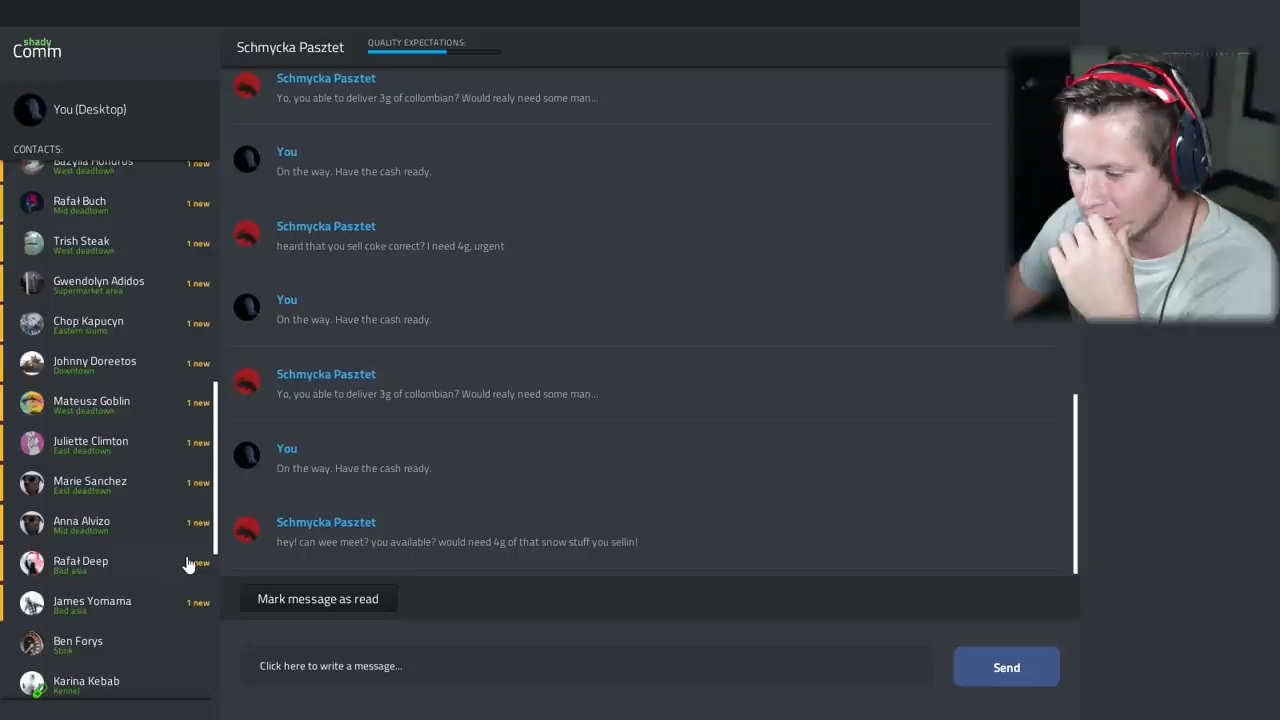 shady
Comm
You (Desktop)
CONTACTS:
West deadtown
1 new
Rafał Buch
Mid deadtown
1 new
Trish Steak
West deadtown
1 new
Gwendolyn Adidos
Supermarket area
1 new
Chop Kapucyn
Eastern slums
1 new
Johnny Doreetos
Downtown
1 new
Mateusz Goblin
West deadtown
1 new
Juliette Climton
East deadtown
1 new
Marie Sanchez
East deadtown
1 new
Anna Alvizo
Mid deadtown
1 new
Rafał Deep
Bad asia
new
James Yomama
Bad asia
1 new
Ben Forys
Stink
Karina Kebab
Kennel
Schmycka Pasztet
QUALITY EXPECTATIONS:
Schmycka Pasztet
Yo, you able to deliver 3g of collombian? Would realy need some man...
You
On the way. Have the cash ready.
Schmycka Pasztet
heard that you sell coke correct? I need 4g, urgent
You
On the way. Have the cash ready.
Schmycka Pasztet
Yo, you able to deliver 3g of collombian? Would realy need some man...
You
On the way. Have the cash ready.
Schmycka Pasztet
hey! can wee meet? you available? would need 4g of that snow stuff you sellin!
Mark message as read
Click here to write a message...
Send